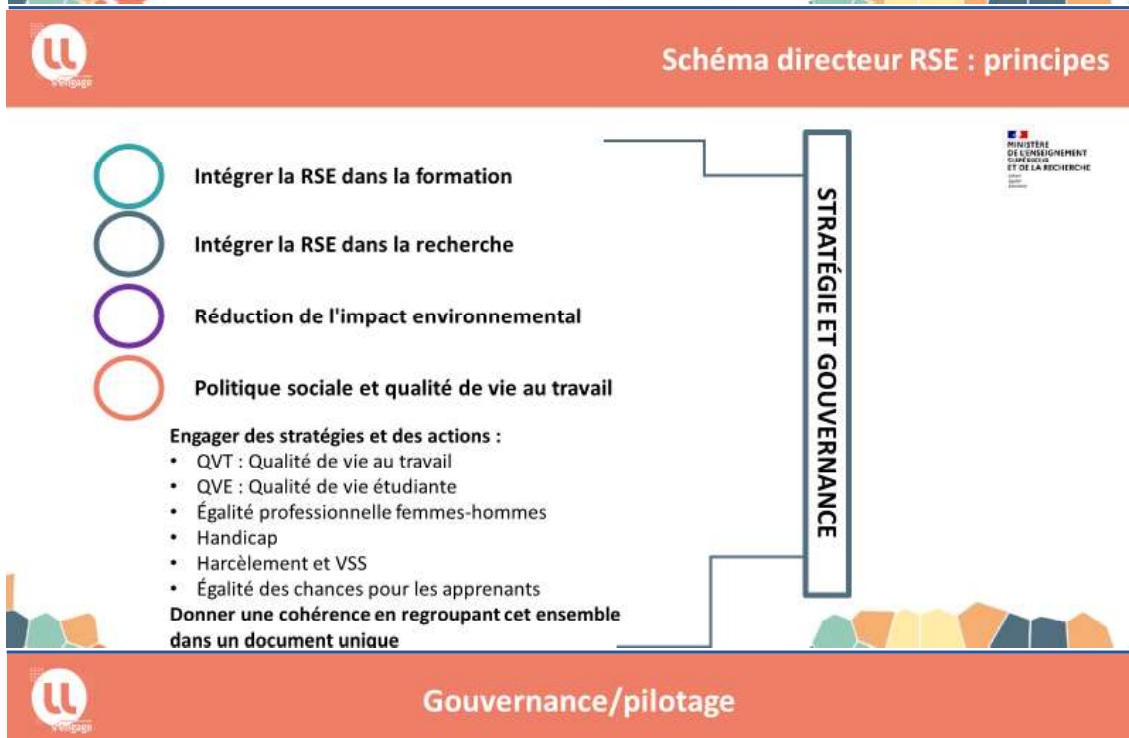 s'engage
Schéma directeur RSE : principes
MINISTÈRE
DE L'ENSEIGNEMENT
SUPÉRIEUR
ET DE LA RECHERCHE
Intégrer la RSE dans la formation
Intégrer la RSE dans la recherche
Réduction de l'impact environnemental
Politique sociale et qualité de vie au travail
Engager des stratégies et des actions :
• QVT : Qualité de vie au travail
• QVE : Qualité de vie étudiante
• Égalité professionnelle femmes-hommes
• Handicap
• Harcèlement et VSS
• Égalité des chances pour les apprenants
Donner une cohérence en regroupant cet ensemble
dans un document unique
STRATÉGIE ET GOUVERNANCE
s'engage
Gouvernance/pilotage